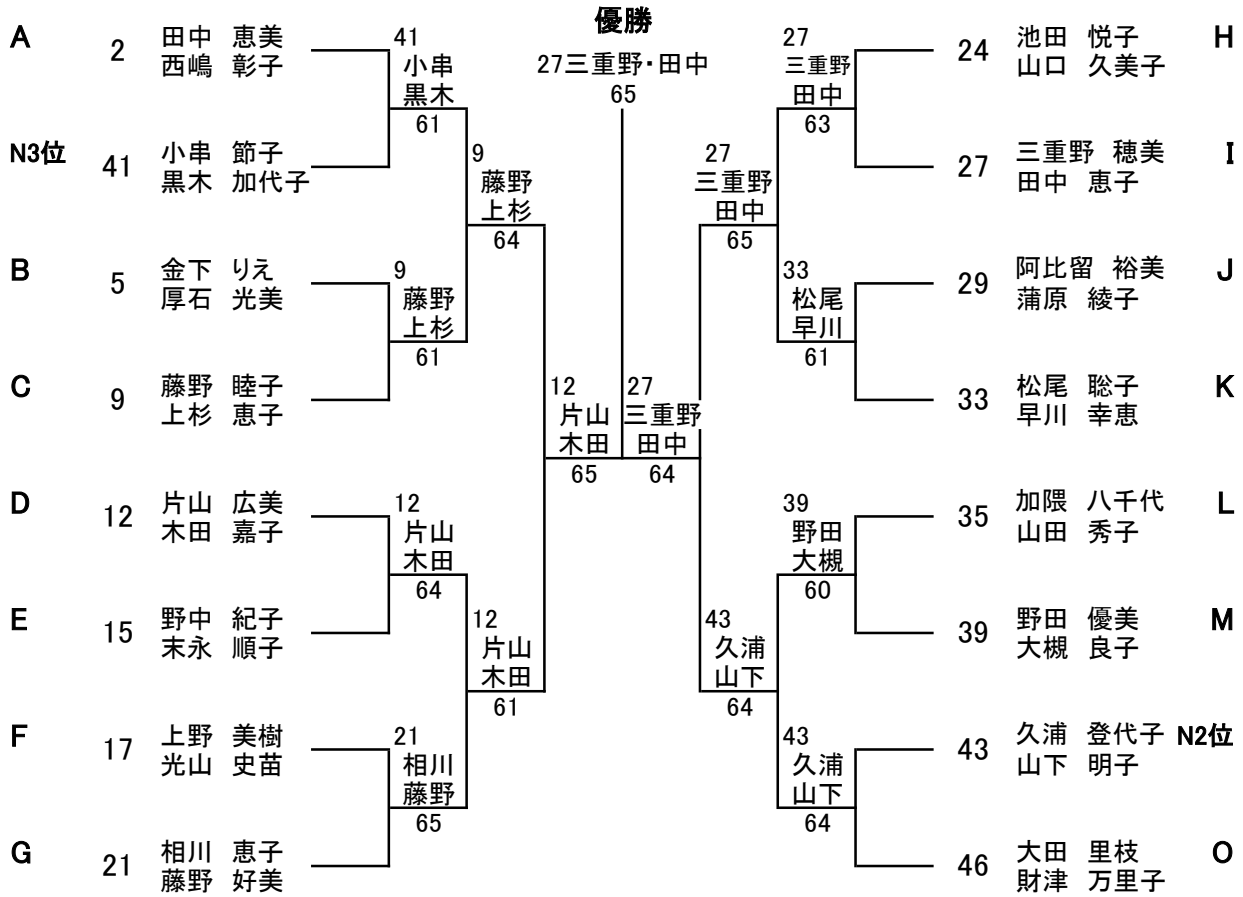 優勝
27三重野・田中
65
A
2
田中 恵美
西嶋 彰子
N3位
41
小串 節子
黒木 加代子
B
5
金下 りえ
厚石 光美
C
9
藤野 睦子
上杉 恵子
D
12
片山 広美
木田 嘉子
E
15
野中 紀子
末永 順子
F
17
上野 美樹
光山 史苗
G
21
相川 恵子
藤野 好美
41
小串
黒木
61
9
藤野
上杉
61
12
片山
木田
64
21
相川
藤野
65
9
藤野
上杉
64
12
片山
木田
61
12
片山
木田
65
27
三重野
田中
64
27
三重野
田中
65
43
久浦
山下
64
27
三重野
田中
63
33
松尾
早川
61
39
野田
大槻
60
43
久浦
山下
64
24
池田 悦子
山口 久美子
H
27
三重野 穂美
田中 恵子
I
29
阿比留 裕美
蒲原 綾子
J
33
松尾 聡子
早川 幸恵
K
35
加隈 八千代
山田 秀子
L
39
野田 優美
大槻 良子
M
43
久浦 登代子
山下 明子
N2位
46
大田 里枝
財津 万里子
O